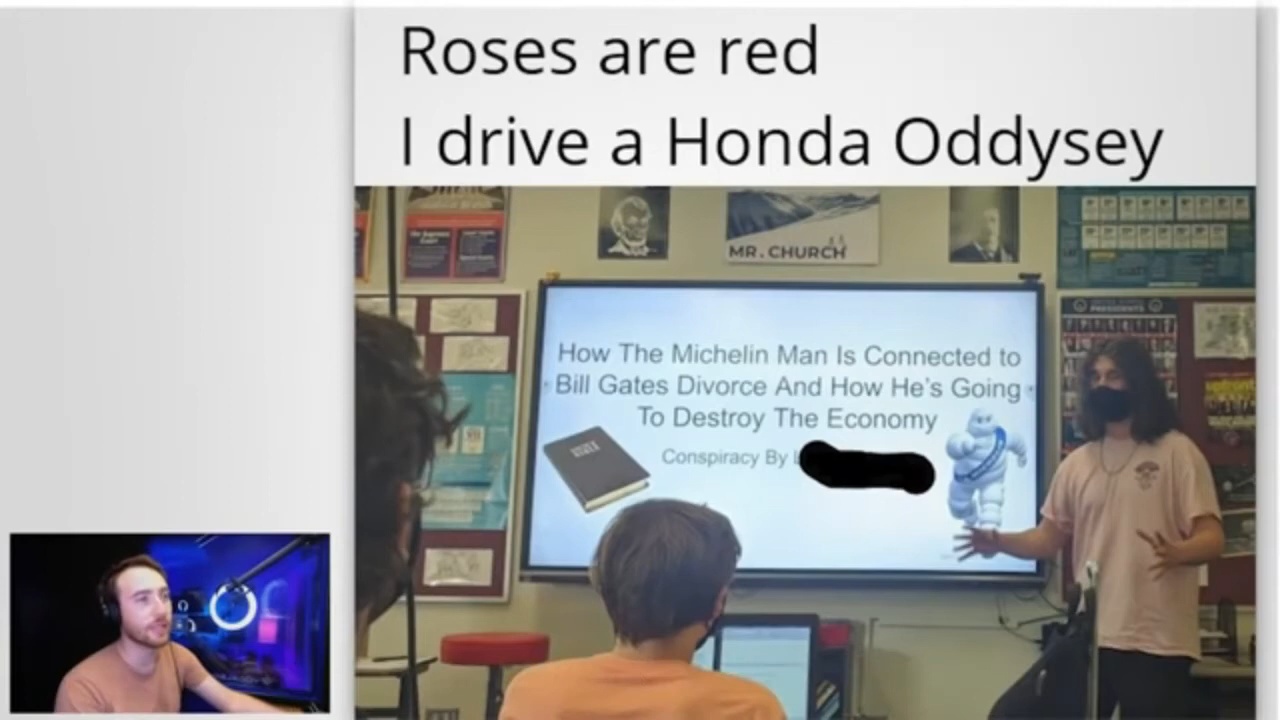 Roses are red
I drive a Honda Oddysey
MR. CHURCH
PRESIDENTS
How The Michelin Man Is Connected to
Bill Gates Divorce And How He's Going
To Destroy The Economy
Conspiracy By